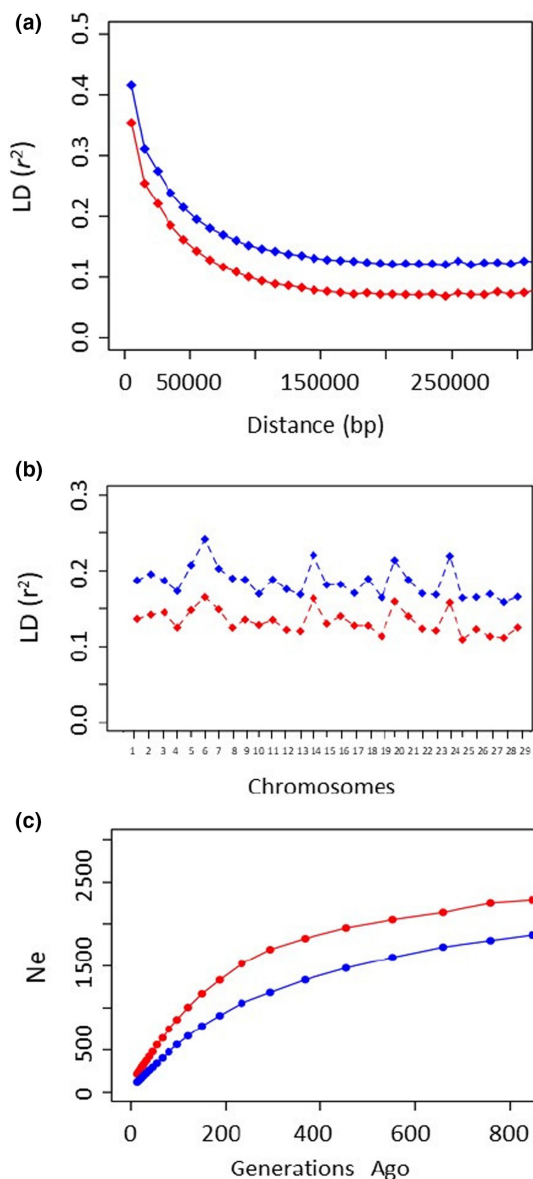 (a)
0.5
0.4
0.3
0.2
0.1
0.0
LD (r²)
0 50000 150000 250000
Distance (bp)
(b)
0.3
0.2
0.1
0.0
LD (r²)
1 2 3 4 5 6 7 8 9 10 11 12 13 14 15 16 17 18 19 20 21 22 23 24 25 26 27 28 29
Chromosomes
(c)
2500
1500
500
0
Ne
0 200 400 600 800
Generations Ago